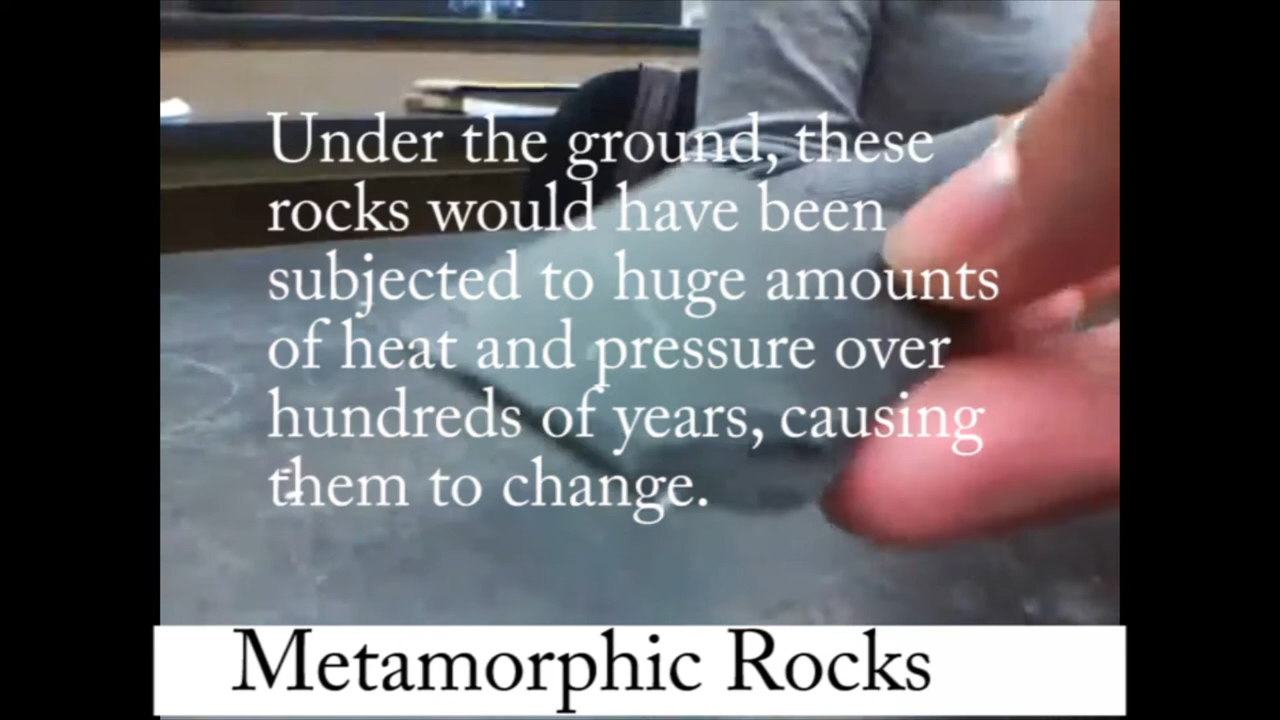 Under the ground, these
rocks would have been
subjected to huge amounts
of heat and pressure over
hundreds of years, causing
them to change.
Metamorphic Rocks